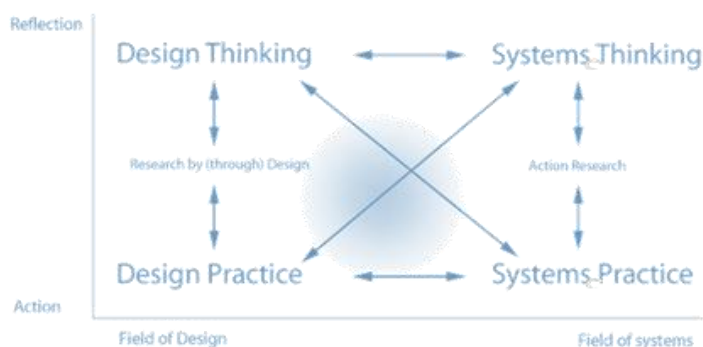 Reflection
Design Thinking
Systems Thinking
Research by (through) Design
Action Research
Design Practice
Systems Practice
Action
Field of Design
Field of systems